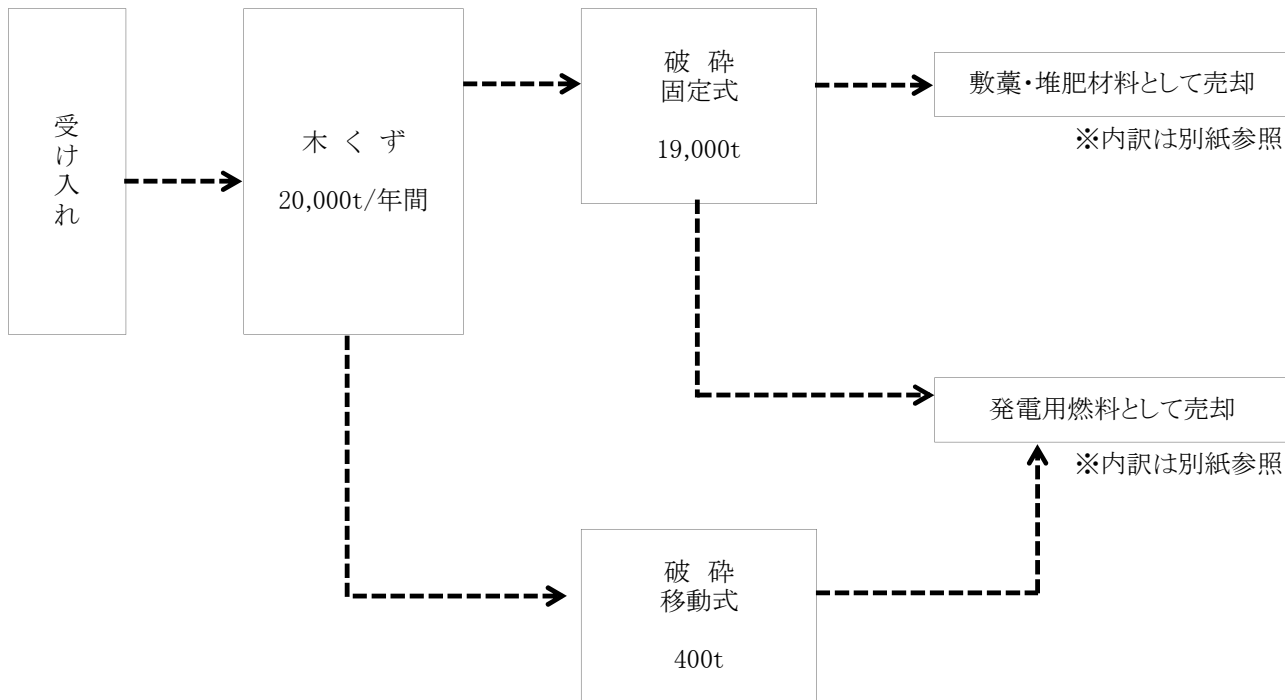 受け入れ
木 く ず
20,000t/年間
破 砕
固定式
19,000t
敷藁・堆肥材料として売却
※内訳は別紙参照
発電用燃料として売却
※内訳は別紙参照
破 砕
移動式
400t